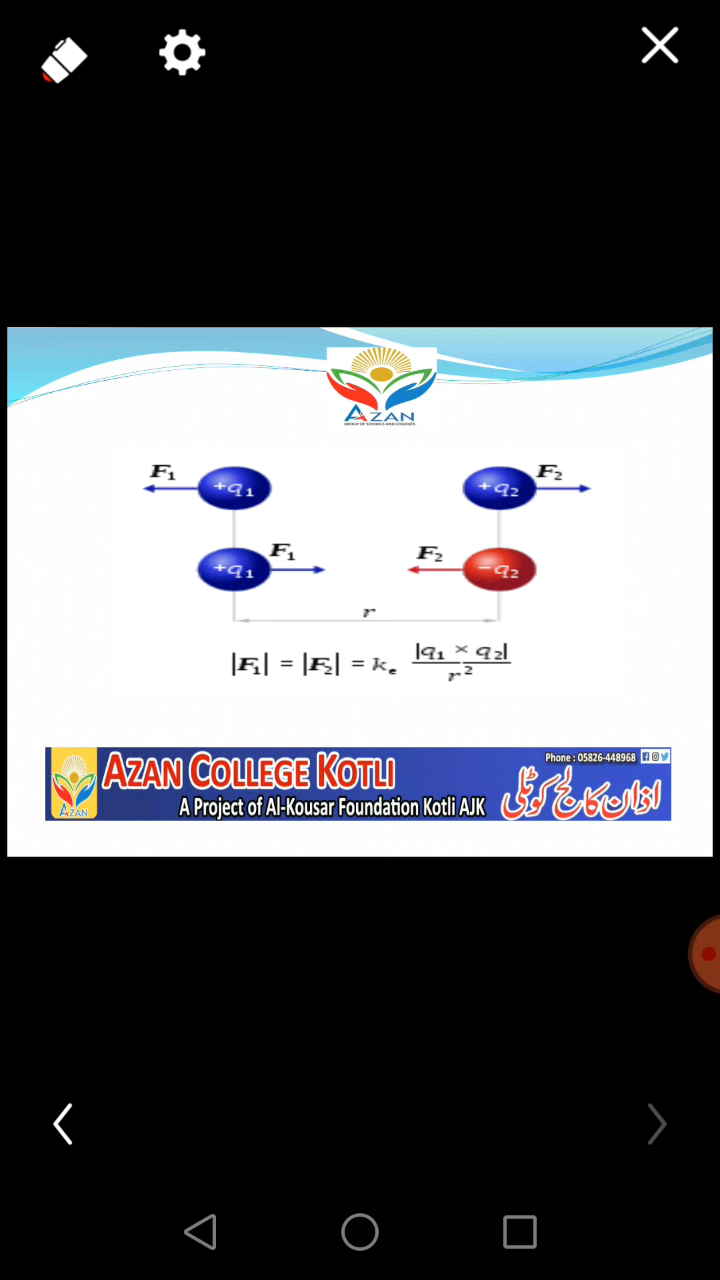 AZAN
GROUP OF SCHOOLS AND COLLEGES
F₁ +q₁ +q₂ F₂
+q₁ F₁ F₂ −q₂
r
|F₁| = |F₂| = kₑ |q₁ × q₂| / r²
Phone : 05826-448968
AZAN COLLEGE KOTLI
A Project of Al-Kousar Foundation Kotli AJK
اذان کالج کوٹلی
AZAN